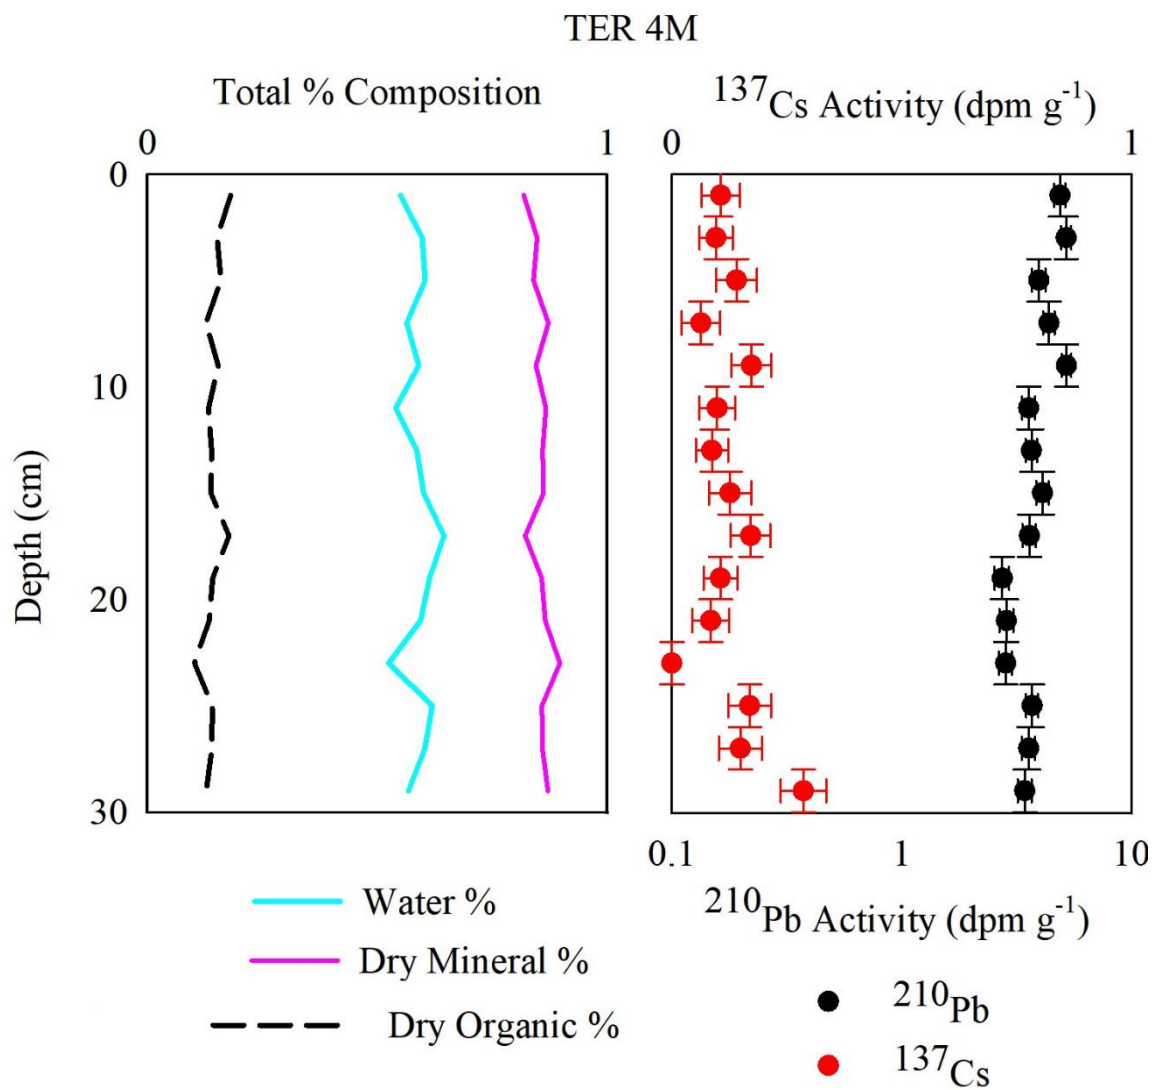 TER 4M
Total % Composition
0 1
0
10
20
30
Depth (cm)
Water %
Dry Mineral %
Dry Organic %
¹³⁷Cs Activity (dpm g⁻¹)
0 1
0.1 1 10
²¹⁰Pb Activity (dpm g⁻¹)
²¹⁰Pb
¹³⁷Cs